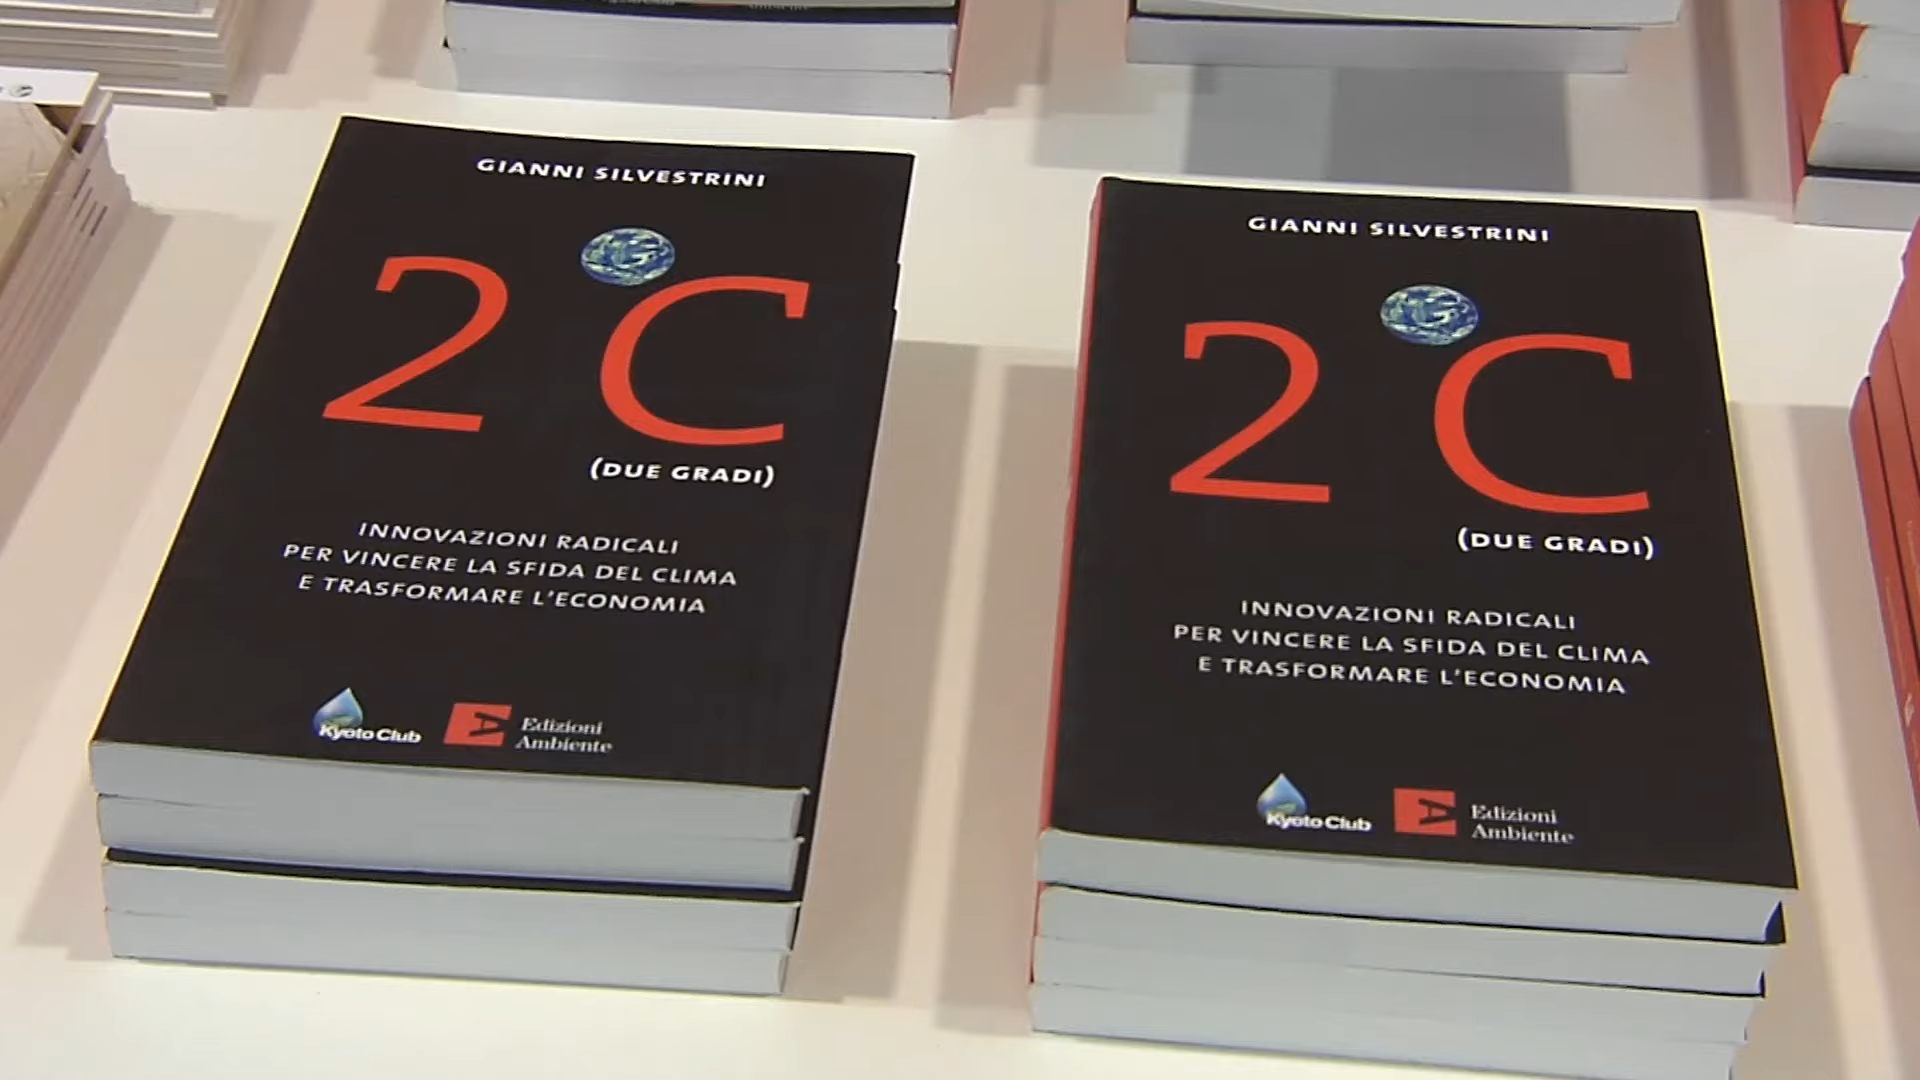 GIANNI SILVESTRINI
2 C
(DUE GRADI)
INNOVAZIONI RADICALI
PER VINCERE LA SFIDA DEL CLIMA
E TRASFORMARE L'ECONOMIA
Kyoto Club
Edizioni
Ambiente
GIANNI SILVESTRINI
2 C
(DUE GRADI)
INNOVAZIONI RADICALI
PER VINCERE LA SFIDA DEL CLIMA
E TRASFORMARE L'ECONOMIA
Kyoto Club
Edizioni
Ambiente